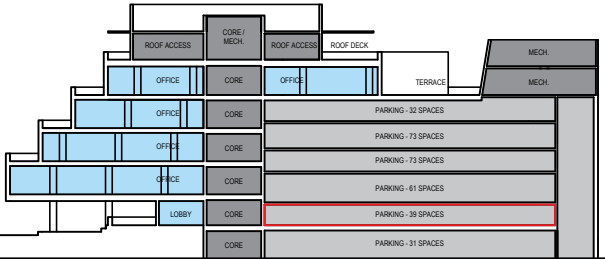 CORE /
MECH.
ROOF ACCESS
ROOF ACCESS
ROOF DECK
MECH.
OFFICE
CORE
OFFICE
TERRACE
MECH.
OFFICE
CORE
PARKING - 32 SPACES
OFFICE
CORE
PARKING - 73 SPACES
PARKING - 73 SPACES
OFFICE
CORE
PARKING - 61 SPACES
LOBBY
CORE
PARKING - 39 SPACES
CORE
PARKING - 31 SPACES